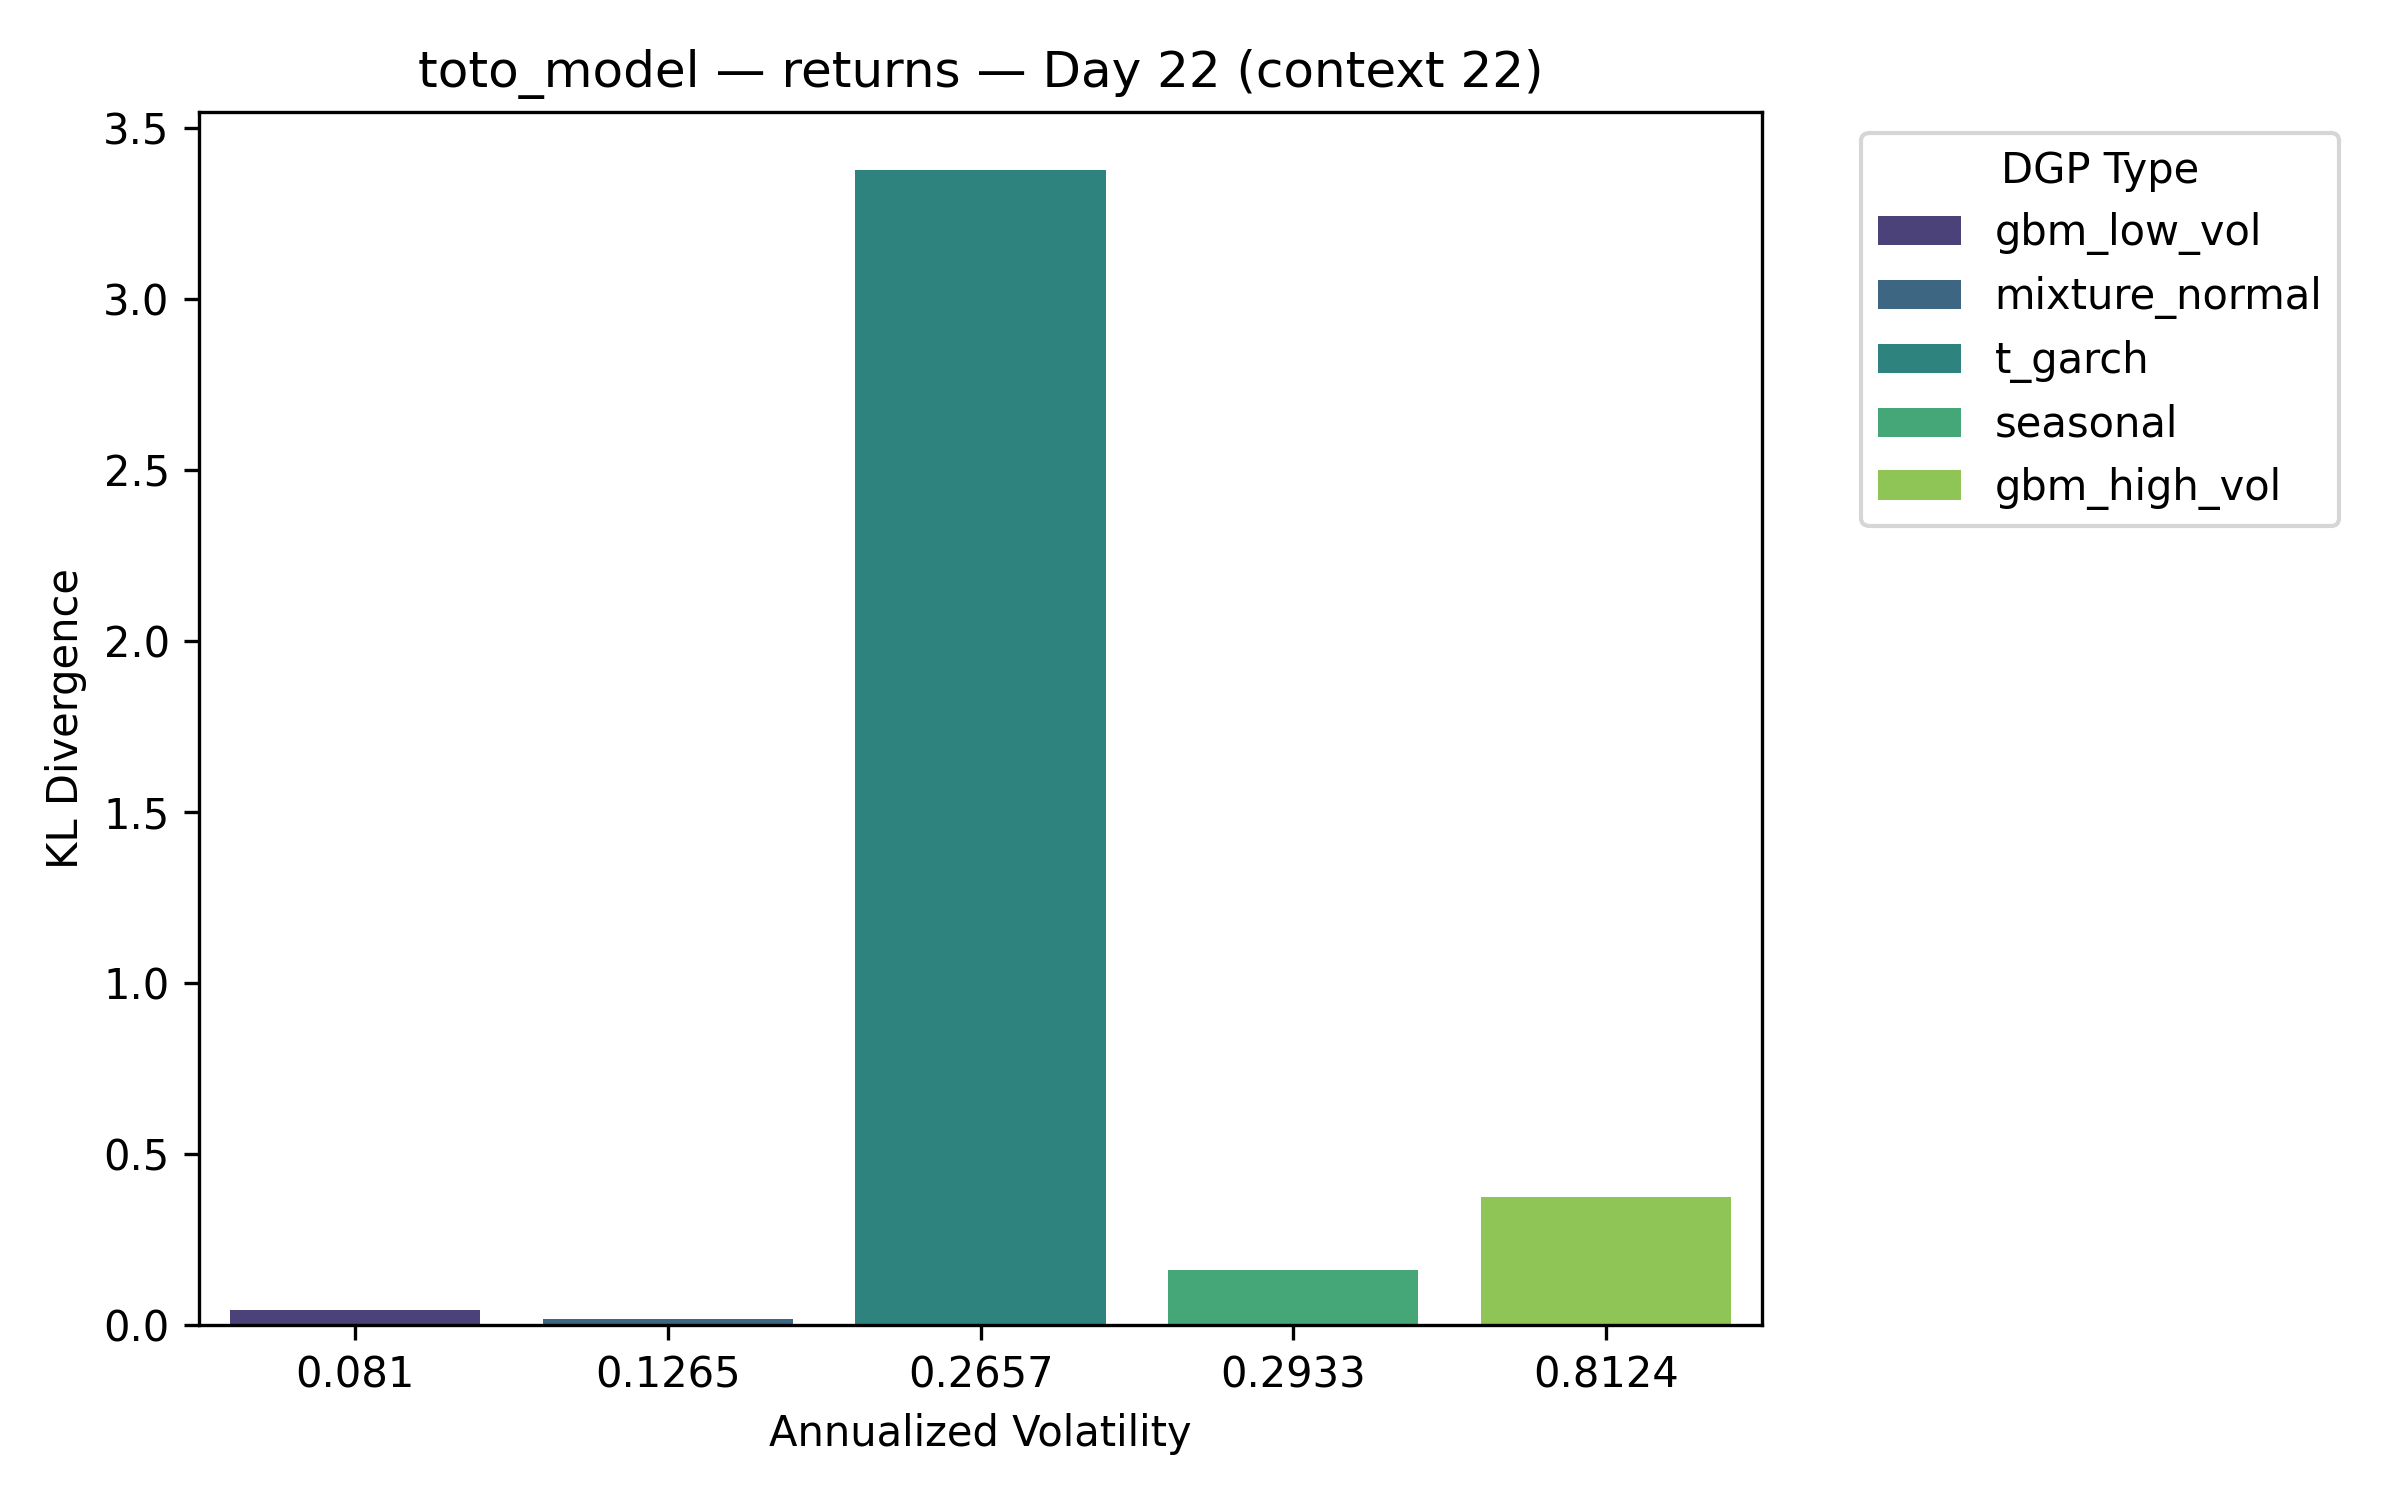 toto_model — returns — Day 22 (context 22)
3.5
3.0
2.5
2.0
1.5
1.0
0.5
0.0
KL Divergence
0.081
0.1265
0.2657
0.2933
0.8124
Annualized Volatility
DGP Type
gbm_low_vol
mixture_normal
t_garch
seasonal
gbm_high_vol